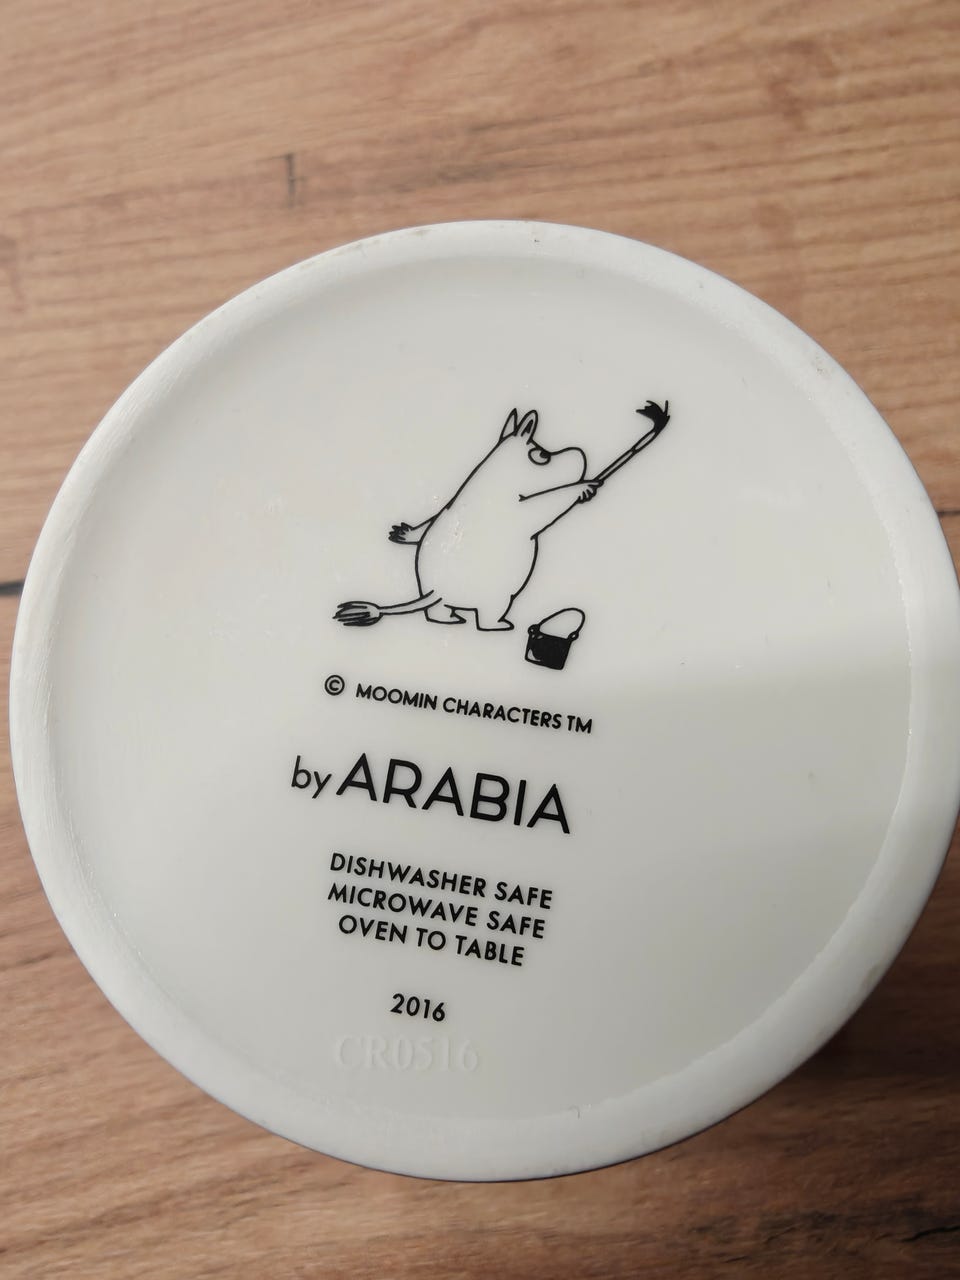 © MOOMIN CHARACTERS TM
by ARABIA
DISHWASHER SAFE
MICROWAVE SAFE
OVEN TO TABLE
2016
CR0516